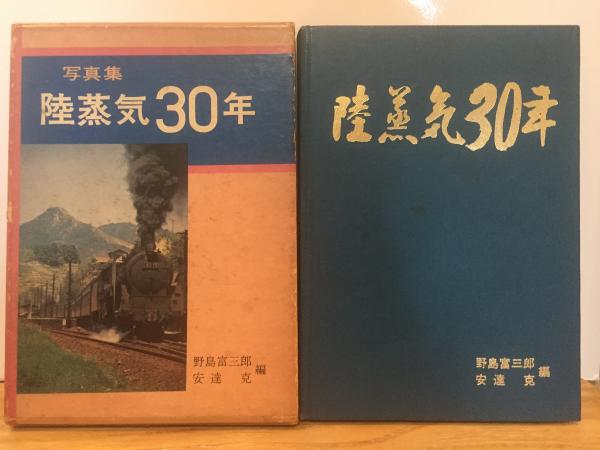 写真集
陸蒸気30年
野島富三郎
安達 克
編
陸蒸気30年
野島富三郎
安達 克
編